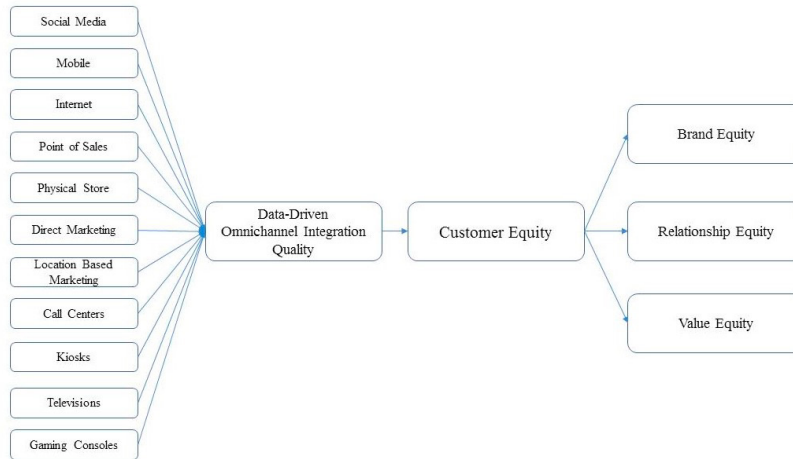 Social Media
Mobile
Internet
Point of Sales
Physical Store
Direct Marketing
Location Based
Marketing
Call Centers
Kiosks
Televisions
Gaming Consoles
Data-Driven
Omnichannel Integration
Quality
Customer Equity
Brand Equity
Relationship Equity
Value Equity